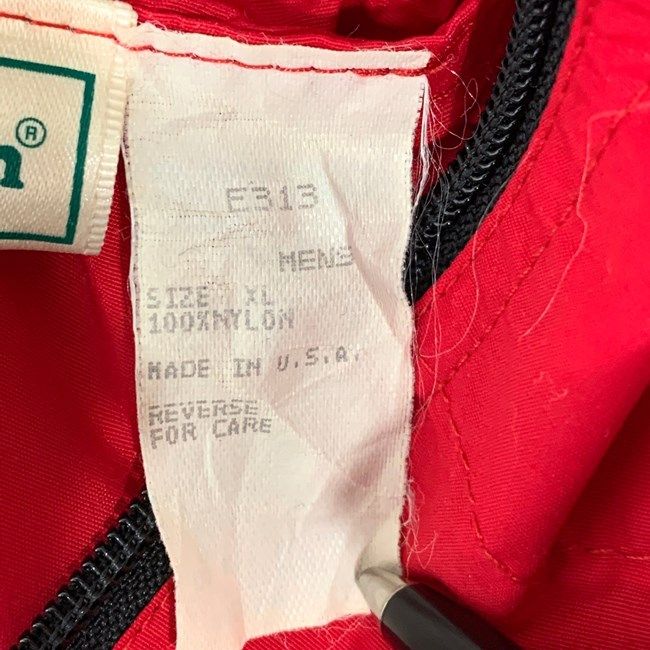 n®
E313
MENS
SIZE XL
100%NYLON
MADE IN U.S.A.
REVERSE
FOR CARE